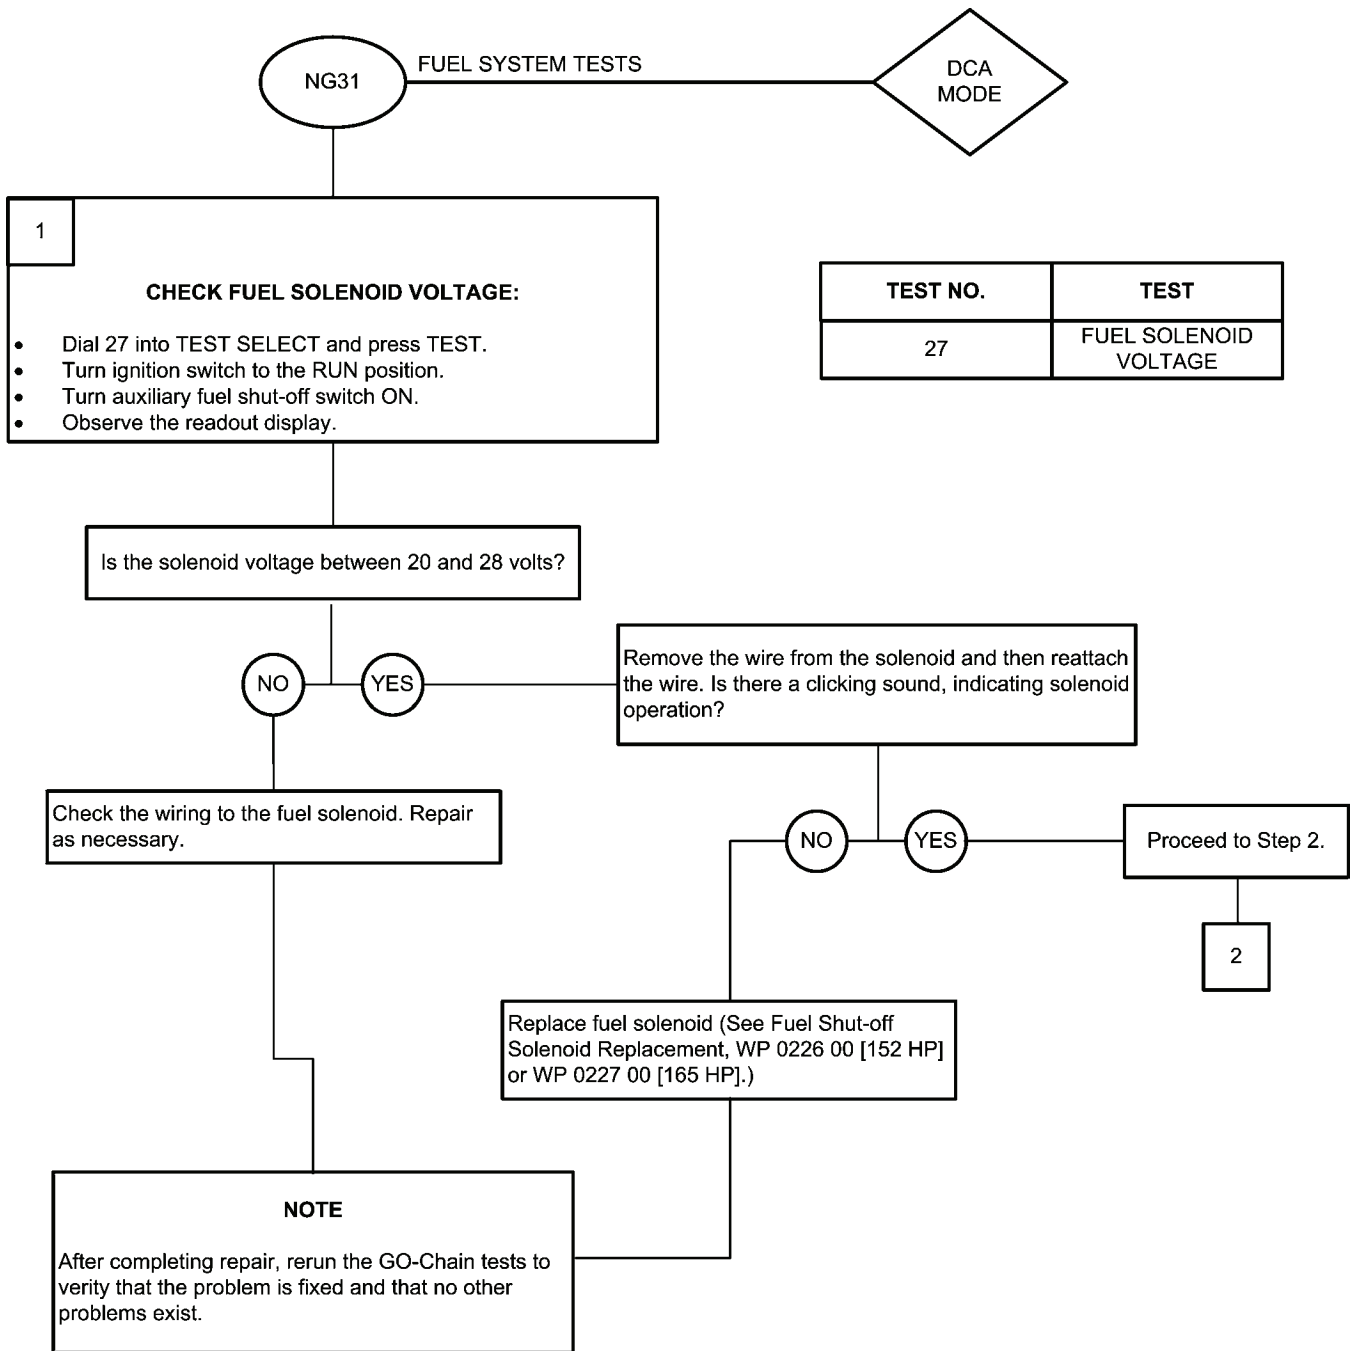 NG31
FUEL SYSTEM TESTS
DCA
MODE
1
CHECK FUEL SOLENOID VOLTAGE:
• Dial 27 into TEST SELECT and press TEST.
• Turn ignition switch to the RUN position.
• Turn auxiliary fuel shut-off switch ON.
• Observe the readout display.
TEST NO. TEST
27 FUEL SOLENOID
VOLTAGE
Is the solenoid voltage between 20 and 28 volts?
NO YES
Remove the wire from the solenoid and then reattach
the wire. Is there a clicking sound, indicating solenoid
operation?
Check the wiring to the fuel solenoid. Repair
as necessary.
NO YES
Proceed to Step 2.
2
Replace fuel solenoid (See Fuel Shut-off
Solenoid Replacement, WP 0226 00 [152 HP]
or WP 0227 00 [165 HP].)
NOTE
After completing repair, rerun the GO-Chain tests to
verity that the problem is fixed and that no other
problems exist.